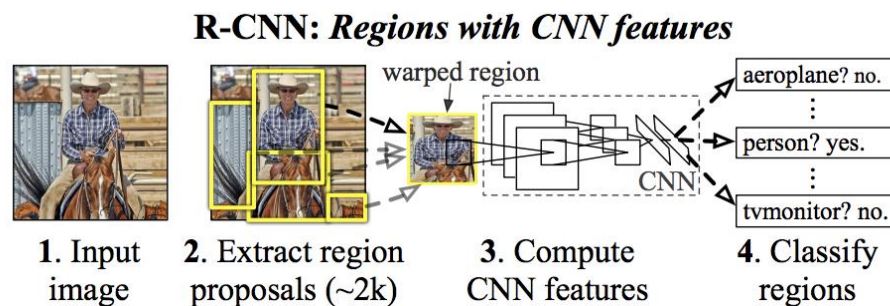 R-CNN: Regions with CNN features
warped region
aeroplane? no.
person? yes.
tvmonitor? no.
CNN
1. Input
image
2. Extract region
proposals (~2k)
3. Compute
CNN features
4. Classify
regions